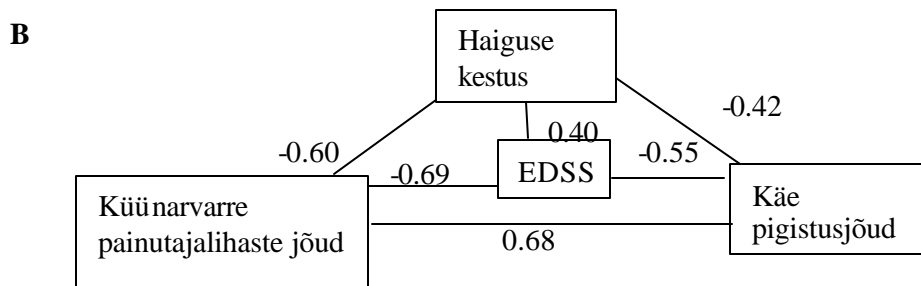 B
Haiguse
kestus
-0.42
0.40
-0.60
-0.55
-0.69
EDSS
Küünarvarre
painutajalihaste jõud
Käe
pigistusjõud
0.68